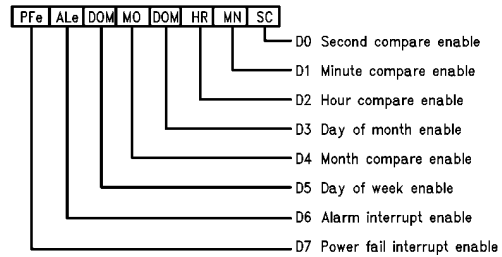 PFe ALe DOM MO DOM HR MN SC
D0 Second compare enable
D1 Minute compare enable
D2 Hour compare enable
D3 Day of month enable
D4 Month compare enable
D5 Day of week enable
D6 Alarm interrupt enable
D7 Power fail interrupt enable